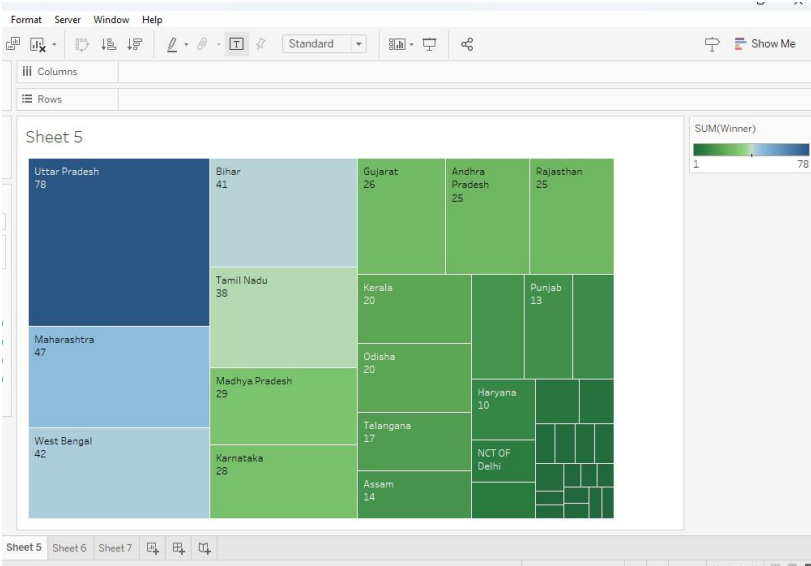 Format Server Window Help
Standard
Show Me
Columns
Rows
Sheet 5
SUM(Winner)
1 78
Uttar Pradesh
78
Maharashtra
47
West Bengal
42
Bihar
41
Tamil Nadu
38
Madhya Pradesh
29
Karnataka
28
Gujarat
26
Andhra
Pradesh
25
Rajasthan
25
Kerala
20
Odisha
20
Telangana
17
Assam
14
Punjab
13
Haryana
10
NCT OF
Delhi
Sheet 5 Sheet 6 Sheet 7